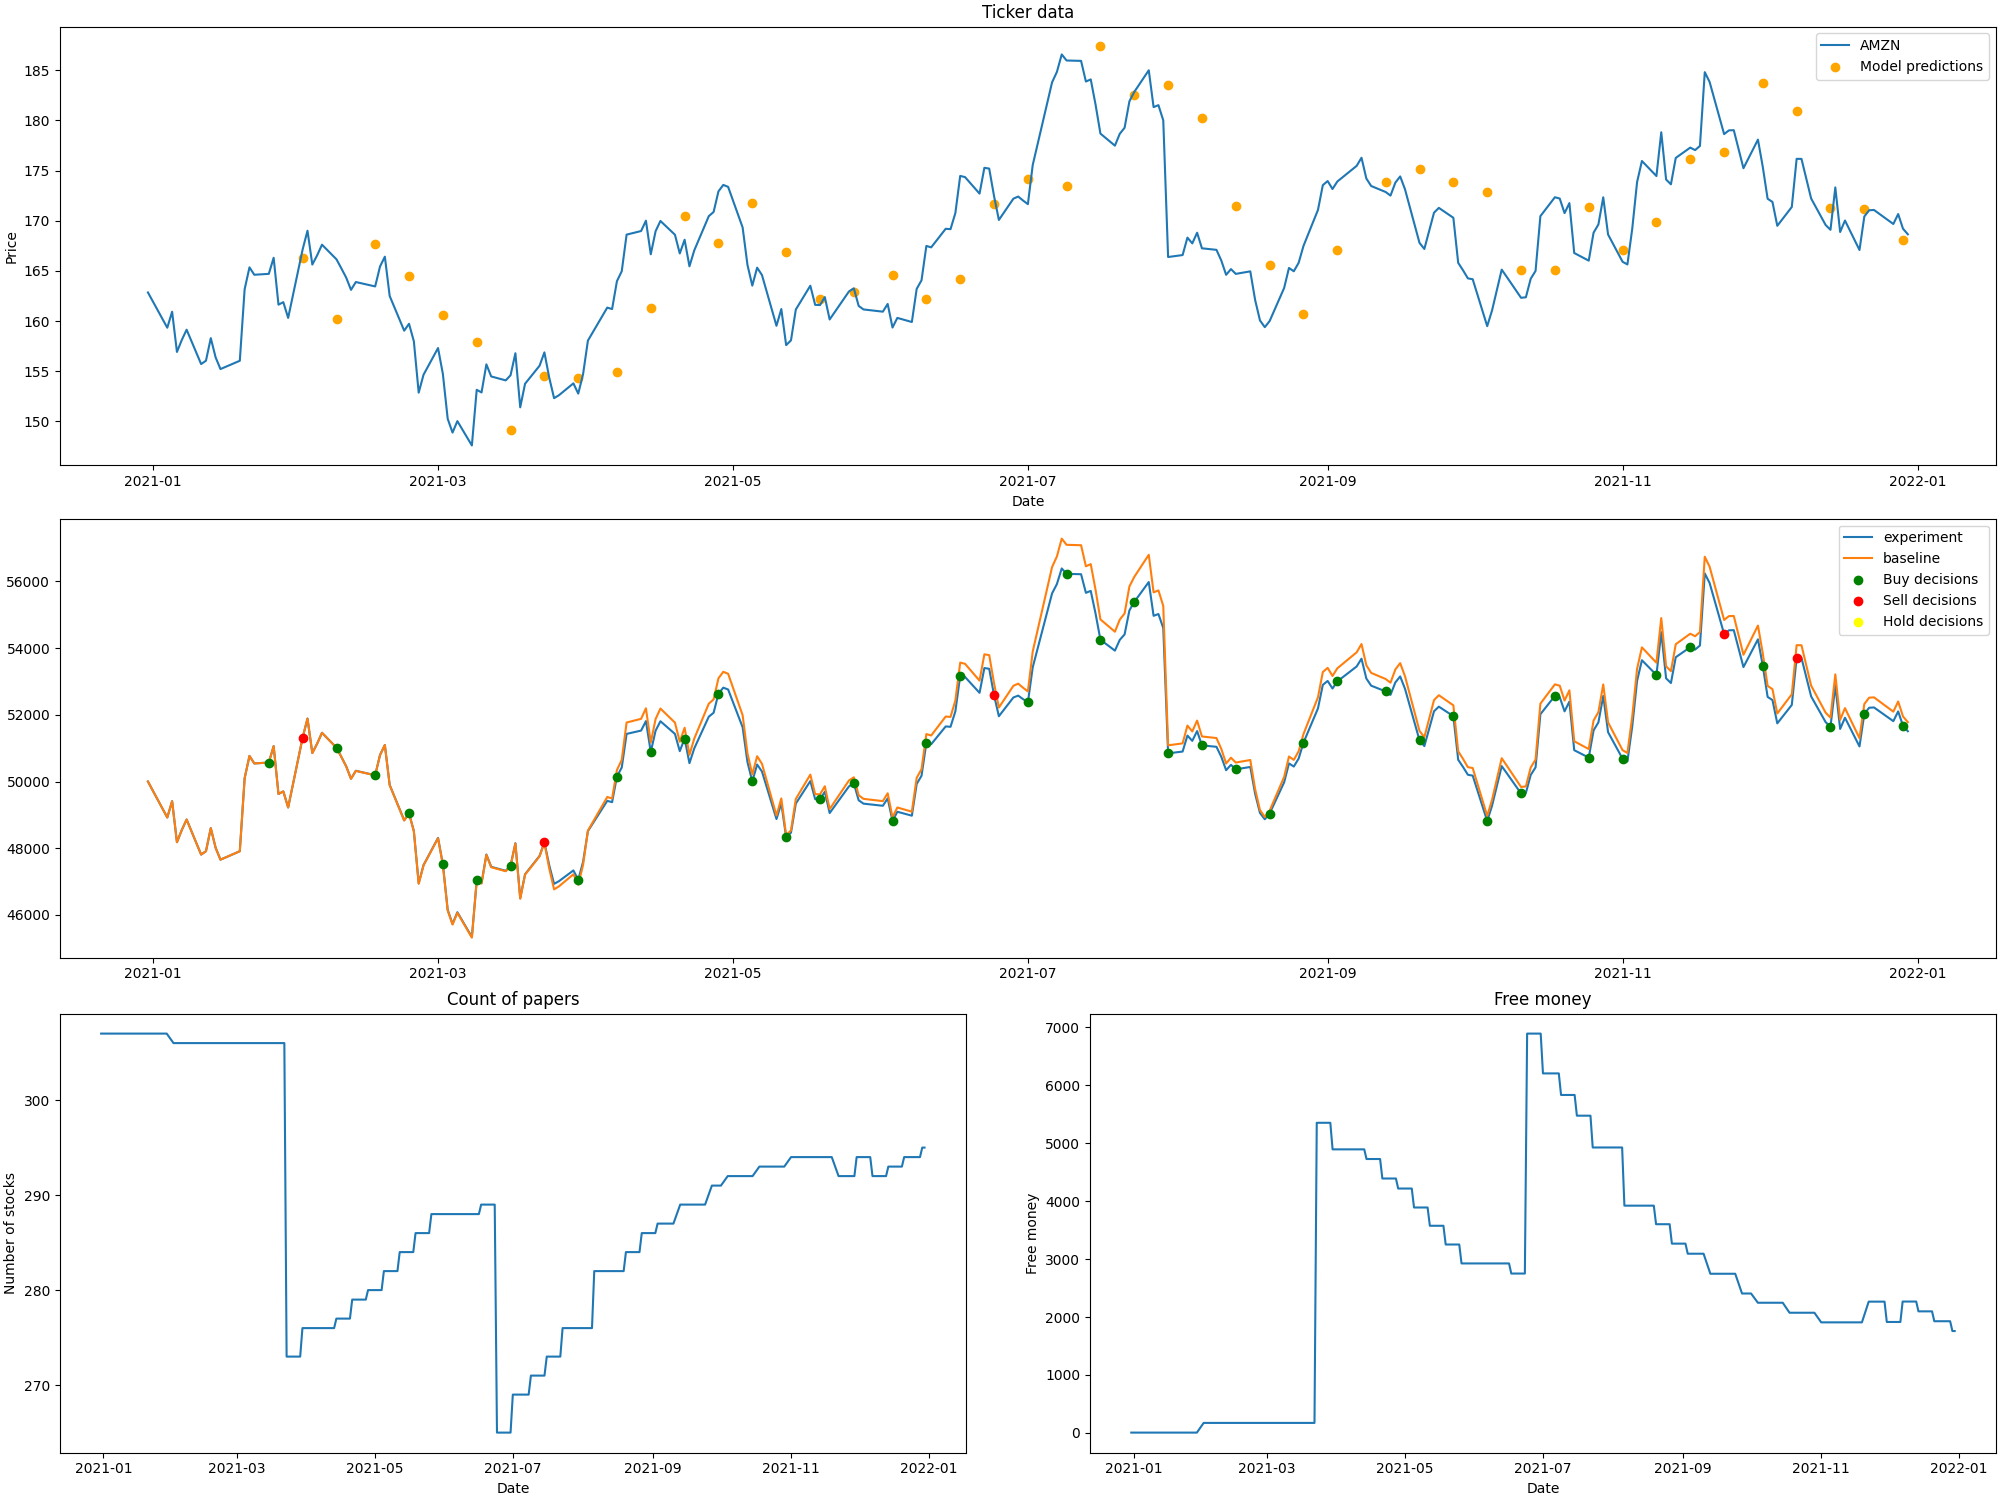 Ticker data
AMZN
Model predictions
185
180
175
170
165
160
155
150
Price
2021-01 2021-03 2021-05 2021-07 2021-09 2021-11 2022-01
Date
experiment
baseline
Buy decisions
Sell decisions
Hold decisions
56000
54000
52000
50000
48000
46000
2021-01 2021-03 2021-05 2021-07 2021-09 2021-11 2022-01
Count of papers
300
290
280
270
Number of stocks
2021-01 2021-03 2021-05 2021-07 2021-09 2021-11 2022-01
Date
Free money
7000
6000
5000
4000
3000
2000
1000
0
Free money
2021-01 2021-03 2021-05 2021-07 2021-09 2021-11 2022-01
Date